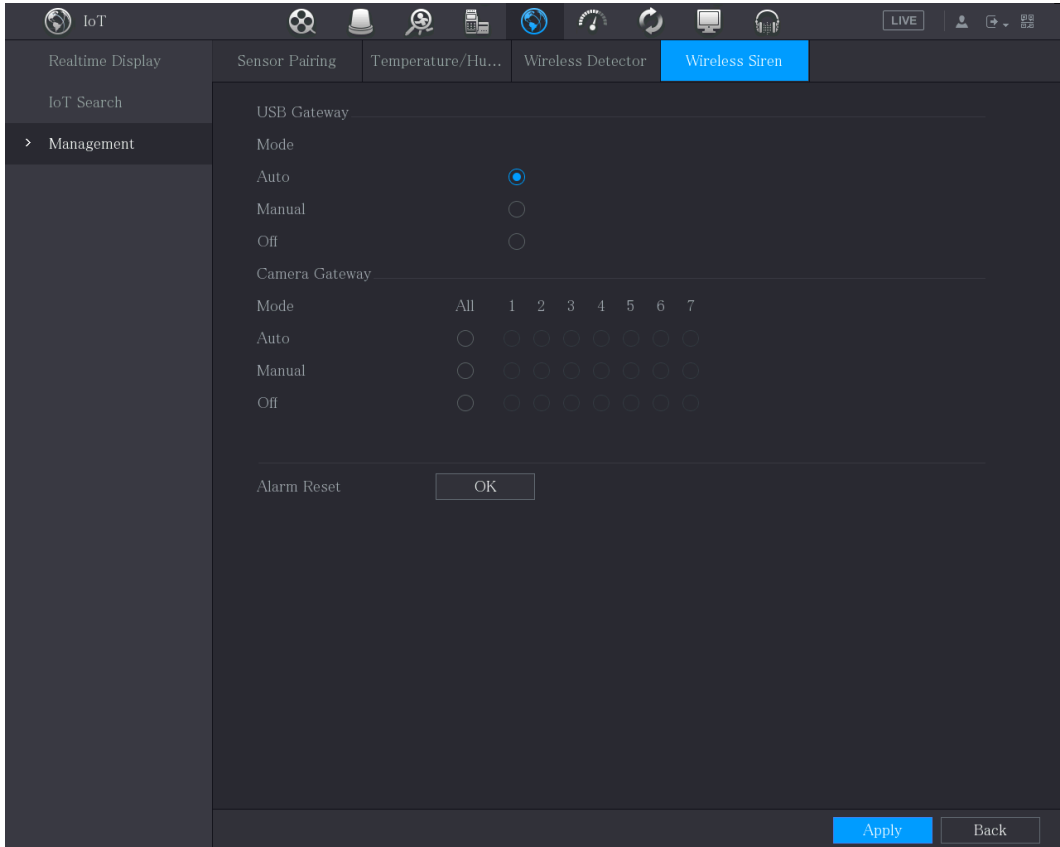 IoT
LIVE
Realtime Display
IoT Search
Management
Sensor Pairing Temperature/Hu... Wireless Detector Wireless Siren
USB Gateway
Mode
Auto
Manual
Off
Camera Gateway
Mode All 1 2 3 4 5 6 7
Auto
Manual
Off
Alarm Reset OK
Apply Back